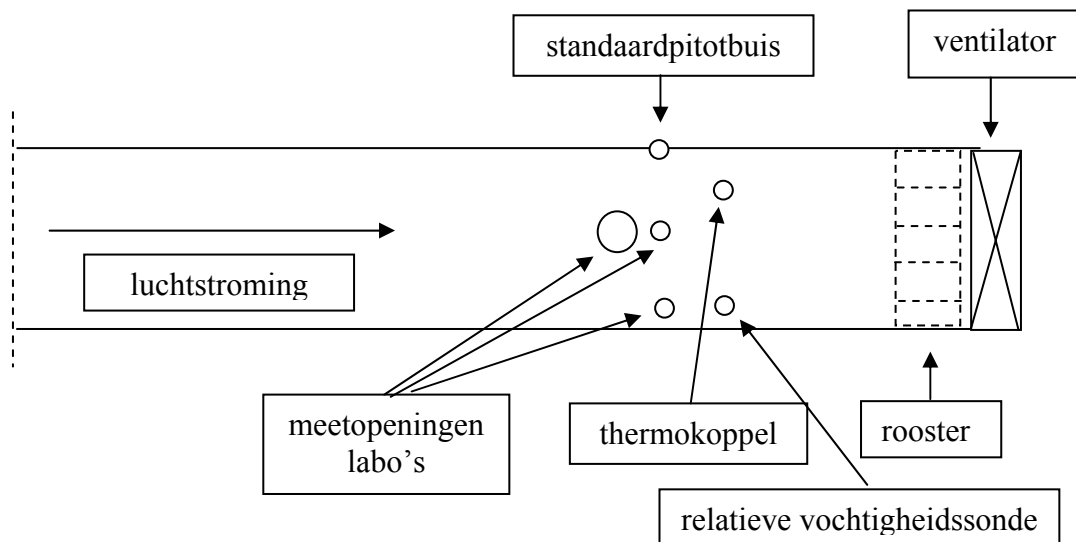 standaardpitotbuis
ventilator
luchtstroming
meetopeningen
labo's
thermokoppel
rooster
relatieve vochtigheidssonde